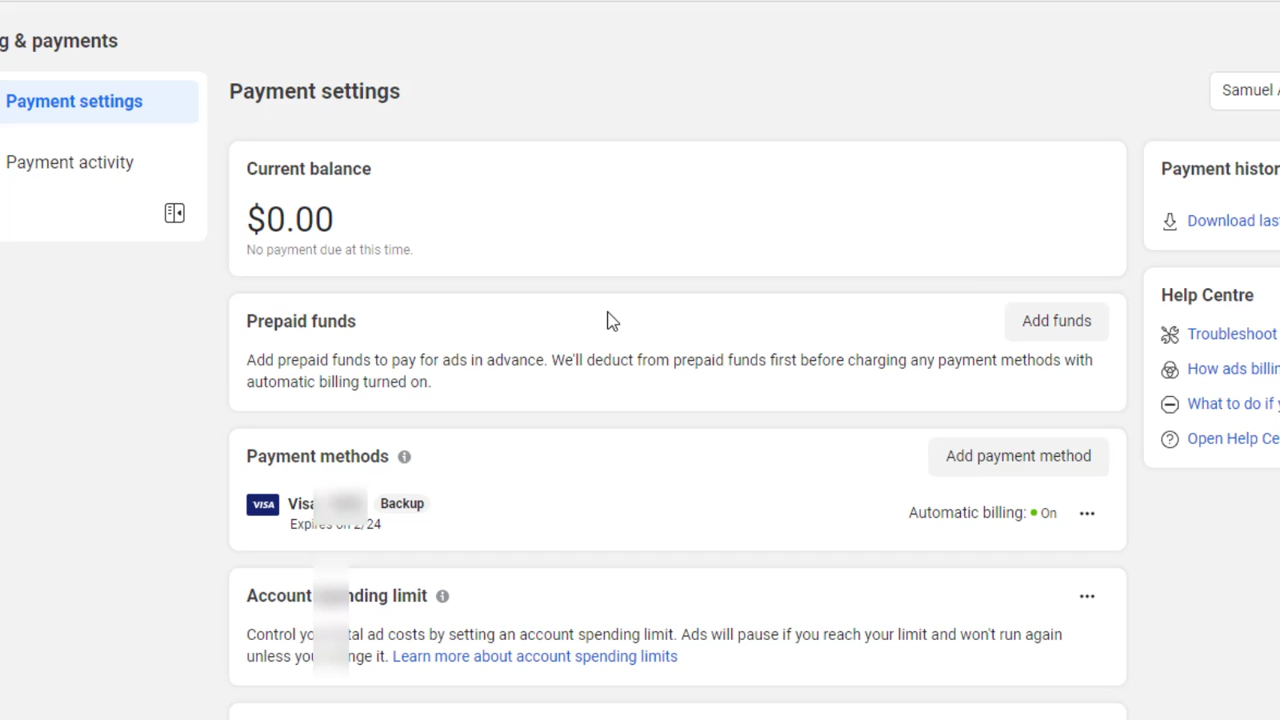 g & payments
Payment settings
Payment activity
Payment settings
Samuel
Current balance
$0.00
No payment due at this time.
Prepaid funds
Add funds
Add prepaid funds to pay for ads in advance. We'll deduct from prepaid funds first before charging any payment methods with
automatic billing turned on.
Payment methods
Add payment method
VISA
Visa
Backup
Expires on 2/24
Automatic billing: On
Account nding limit
Control yo tal ad costs by setting an account spending limit. Ads will pause if you reach your limit and won't run again
unless you nge it. Learn more about account spending limits
Payment histor
Download las
Help Centre
Troubleshoot
How ads billin
What to do if y
Open Help Ce